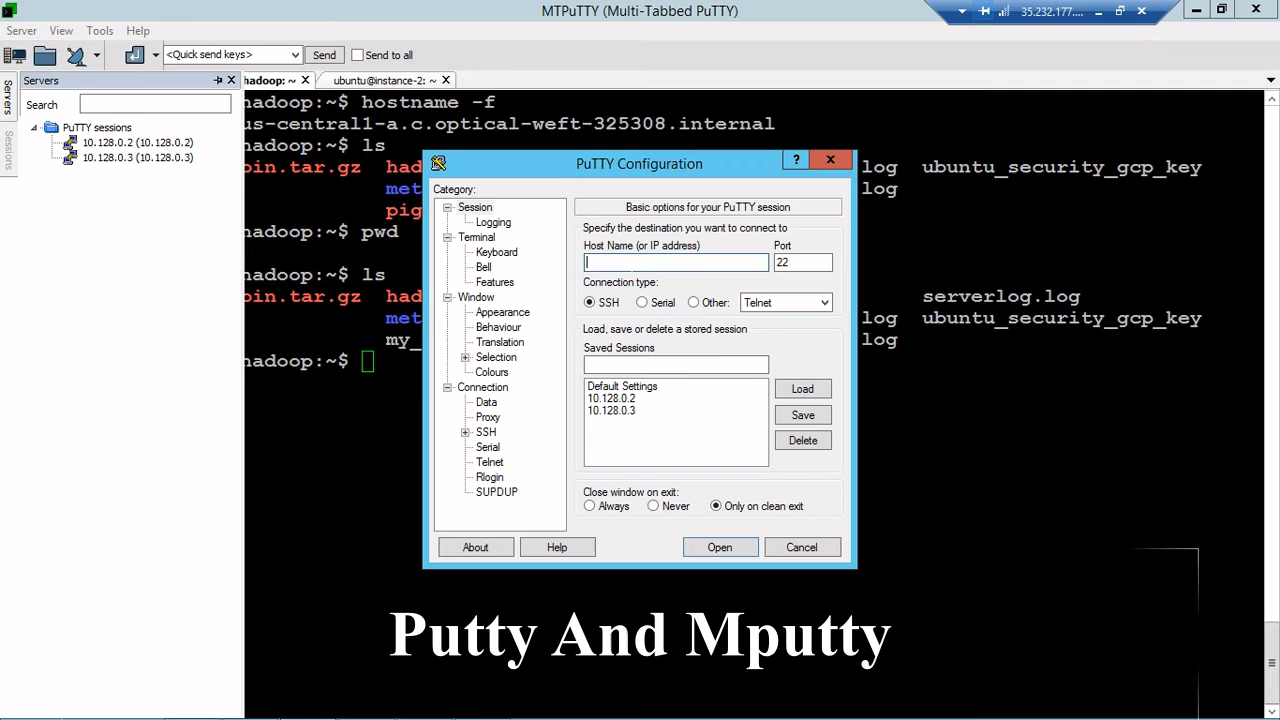 MTPuTTY (Multi-Tabbed PuTTY)
35.232.177....
Server View Tools Help
<Quick send keys> Send Send to all
Servers
Sessions
Servers
Search
PuTTY sessions
10.128.0.2 (10.128.0.2)
10.128.0.3 (10.128.0.3)
hadoop: ~ ubuntu@instance-2: ~
hadoop:~$ hostname -f
us-central1-a.c.optical-weft-325308.internal
hadoop:~$ ls
bin.tar.gz had log ubuntu_security_gcp_key
met log
pig
hadoop:~$ pwd
hadoop:~$ ls
bin.tar.gz had serverlog.log
met log ubuntu_security_gcp_key
my_ log
hadoop:~$
PuTTY Configuration
?
Category:
Session
Logging
Terminal
Keyboard
Bell
Features
Window
Appearance
Behaviour
Translation
Selection
Colours
Connection
Data
Proxy
SSH
Serial
Telnet
Rlogin
SUPDUP
Basic options for your PuTTY session
Specify the destination you want to connect to
Host Name (or IP address) Port
22
Connection type:
SSH Serial Other: Telnet
Load, save or delete a stored session
Saved Sessions
Default Settings
10.128.0.2
10.128.0.3
Load
Save
Delete
Close window on exit:
Always Never Only on clean exit
About Help Open Cancel
Putty And Mputty